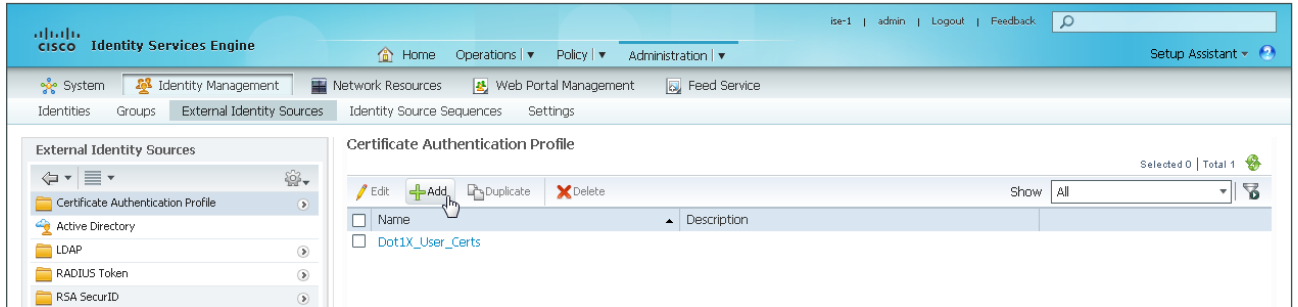 ise-1 | admin | Logout | Feedback
CISCO Identity Services Engine
Home Operations | Policy | Administration | Setup Assistant
System Identity Management Network Resources Web Portal Management Feed Service
Identities Groups External Identity Sources Identity Source Sequences Settings
External Identity Sources
Certificate Authentication Profile
Active Directory
LDAP
RADIUS Token
RSA SecurID
Certificate Authentication Profile
Selected 0 | Total 1
Edit Add Duplicate Delete Show All
Name Description
Dot1X_User_Certs